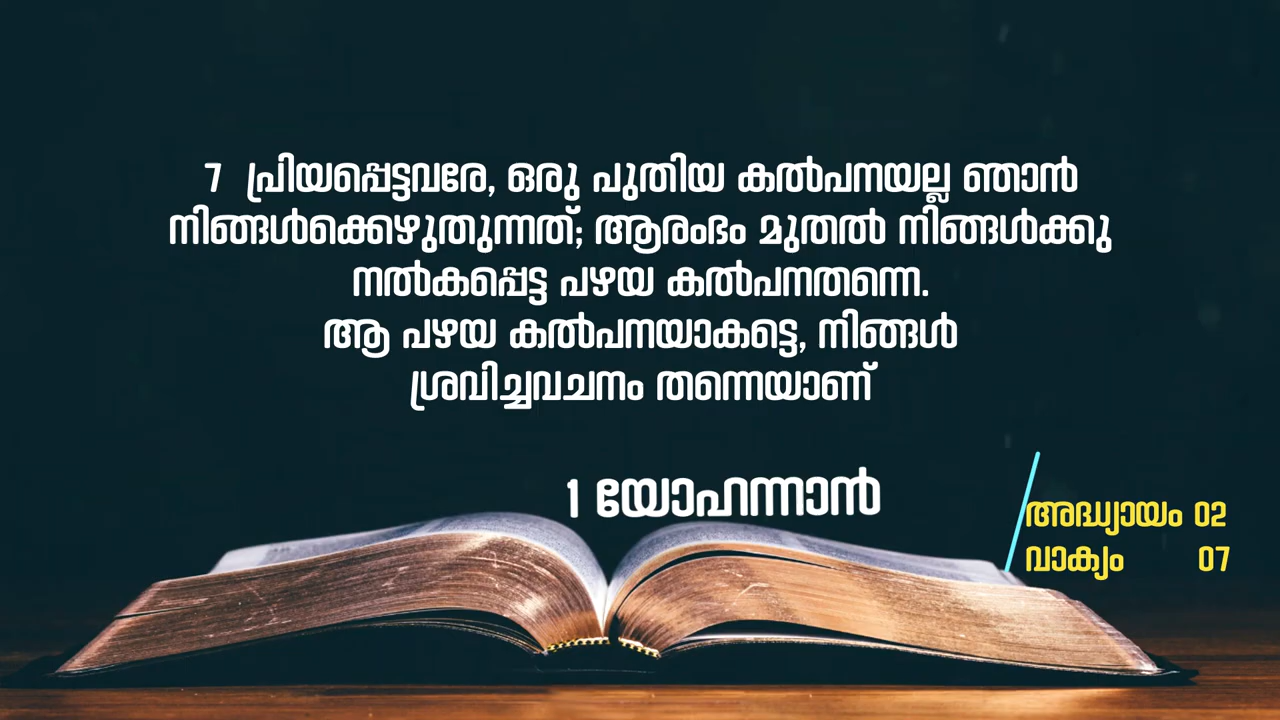 7 പ്രിയപ്പെട്ടവരേ, ഒരു പുതിയ കൽപനയല്ല ഞാൻ
നിങ്ങൾക്കെഴുതുന്നത്; ആരംഭം മുതൽ നിങ്ങൾക്കു
നൽകപ്പെട്ട പഴയ കൽപനതന്നെ.
ആ പഴയ കൽപനയാകട്ടെ, നിങ്ങൾ
ശ്രവിച്ചവചനം തന്നെയാണ്
1 യോഹന്നാൻ
അദ്ധ്യായം 02
വാക്യം 07